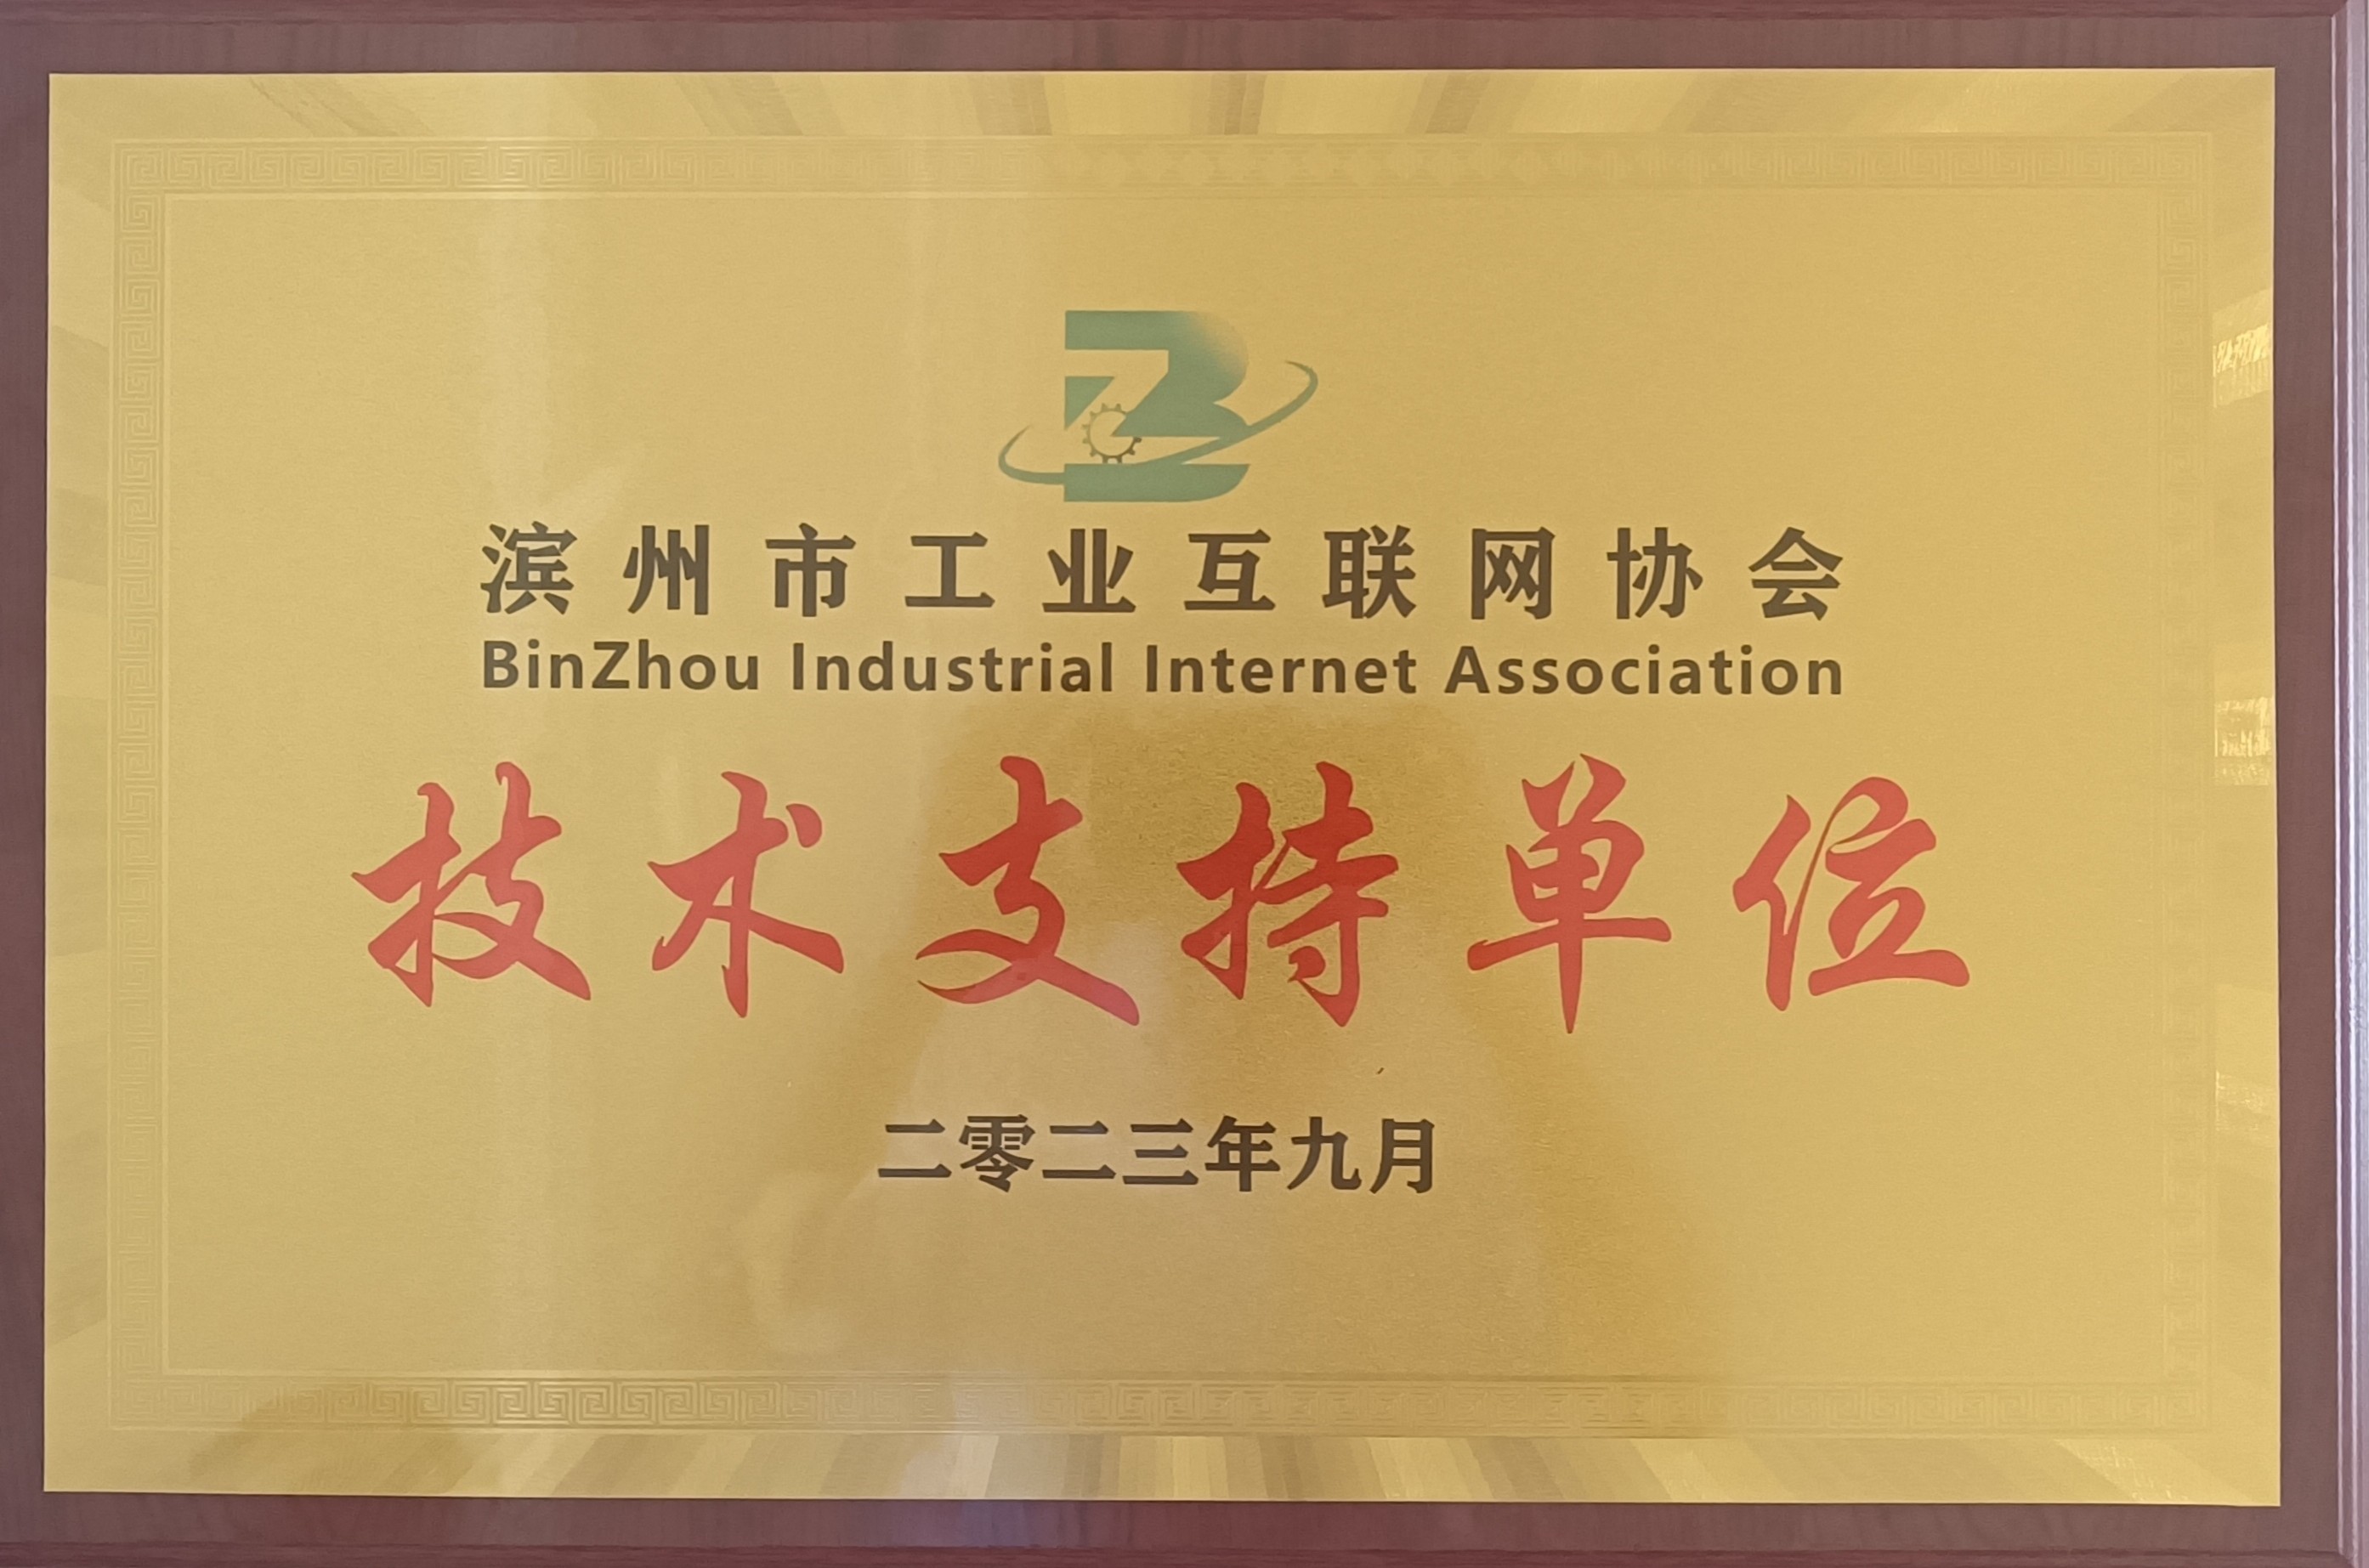 滨州市工业互联网协会
BinZhou Industrial Internet Association
技术支持单位
二零二三年九月